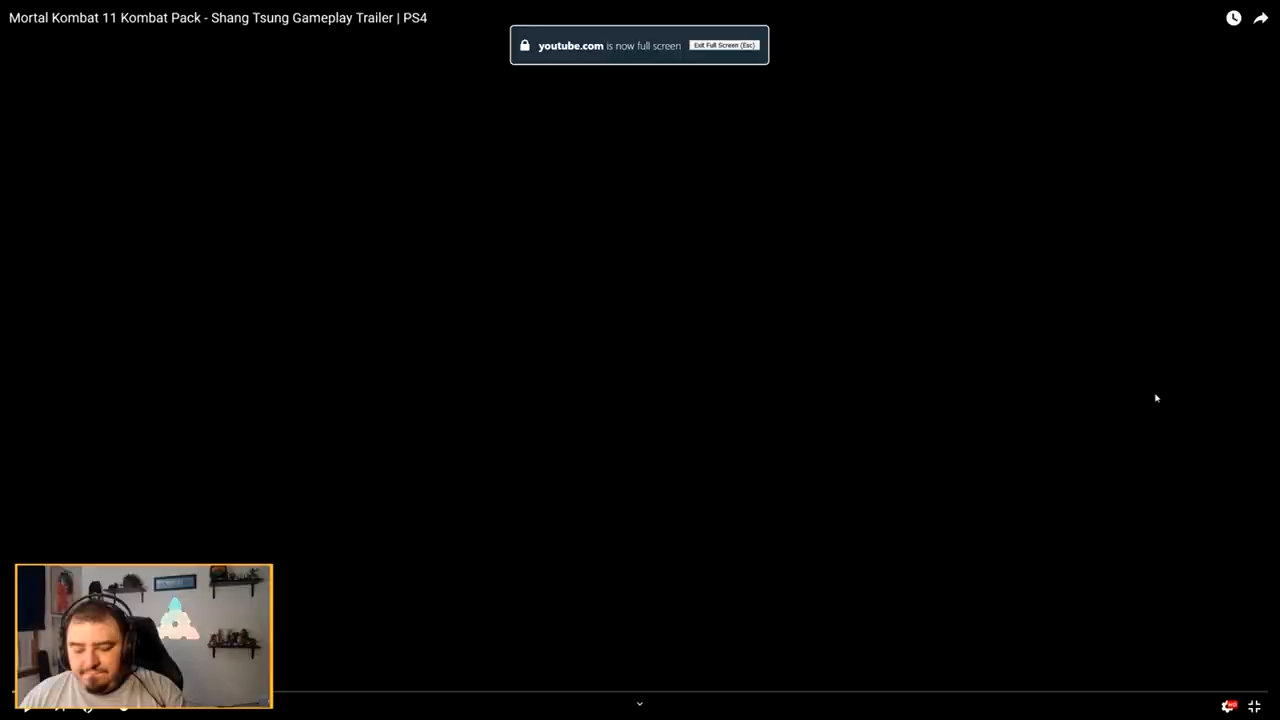 Mortal Kombat 11 Kombat Pack - Shang Tsung Gameplay Trailer | PS4
youtube.com is now full screen
Exit Full Screen (Esc)